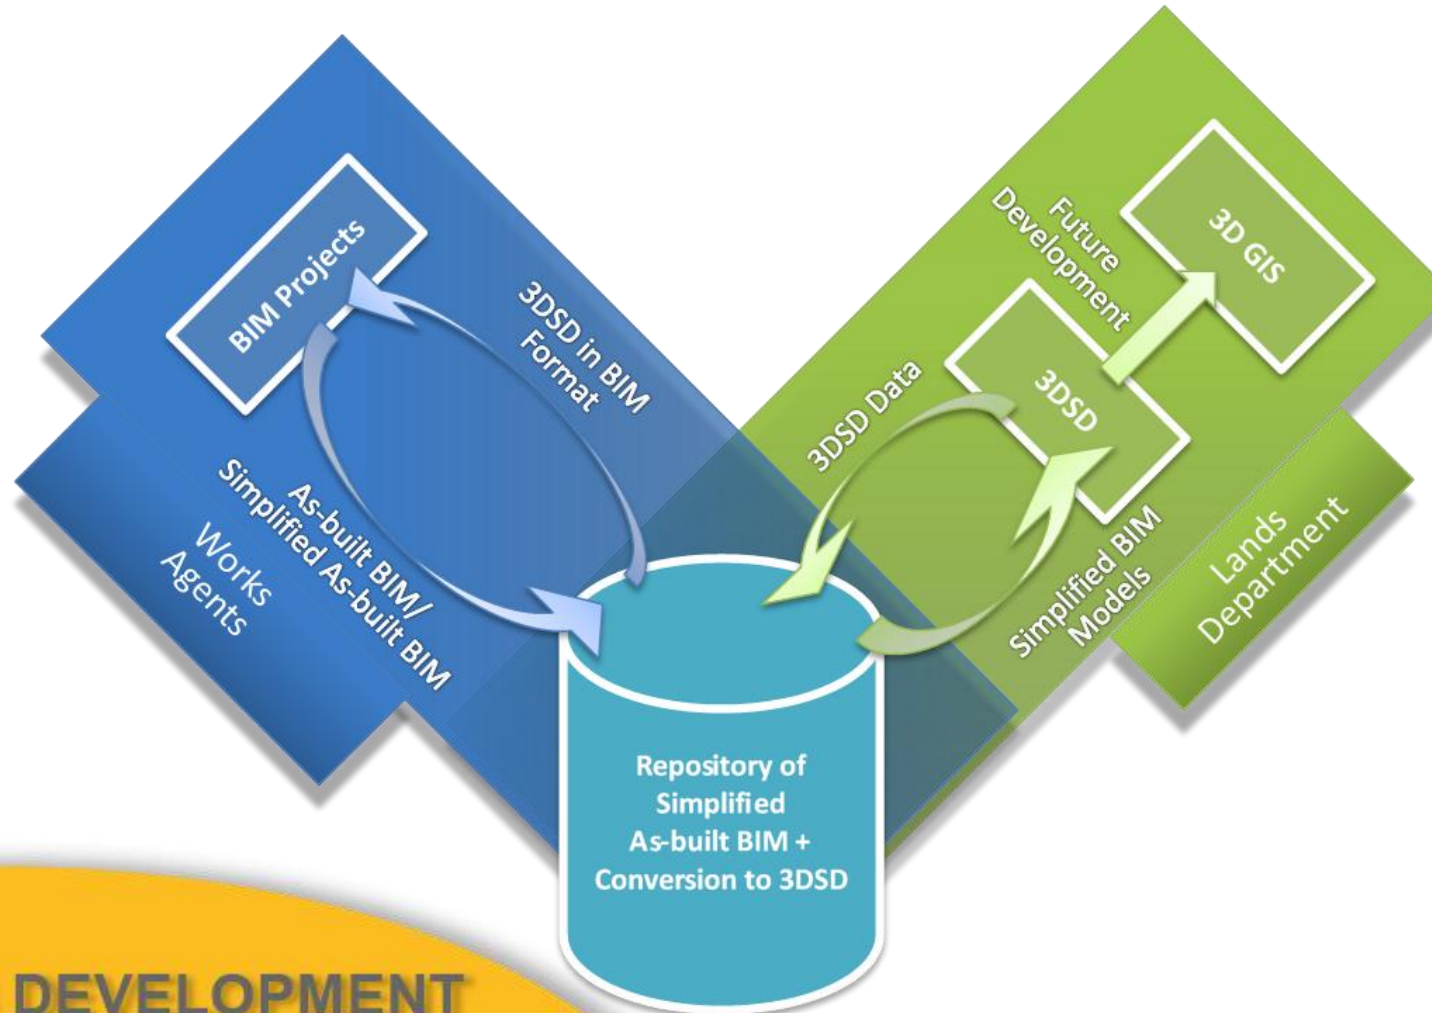 BIM Projects
3DSD in BIM
Format
As-built BIM/
Simplified As-built BIM
Works
Agents
Future
Development
3D GIS
3DSD
3DSD Data
Simplified BIM
Models
Lands
Department
Repository of
Simplified
As-built BIM +
Conversion to 3DSD
DEVELOPMENT